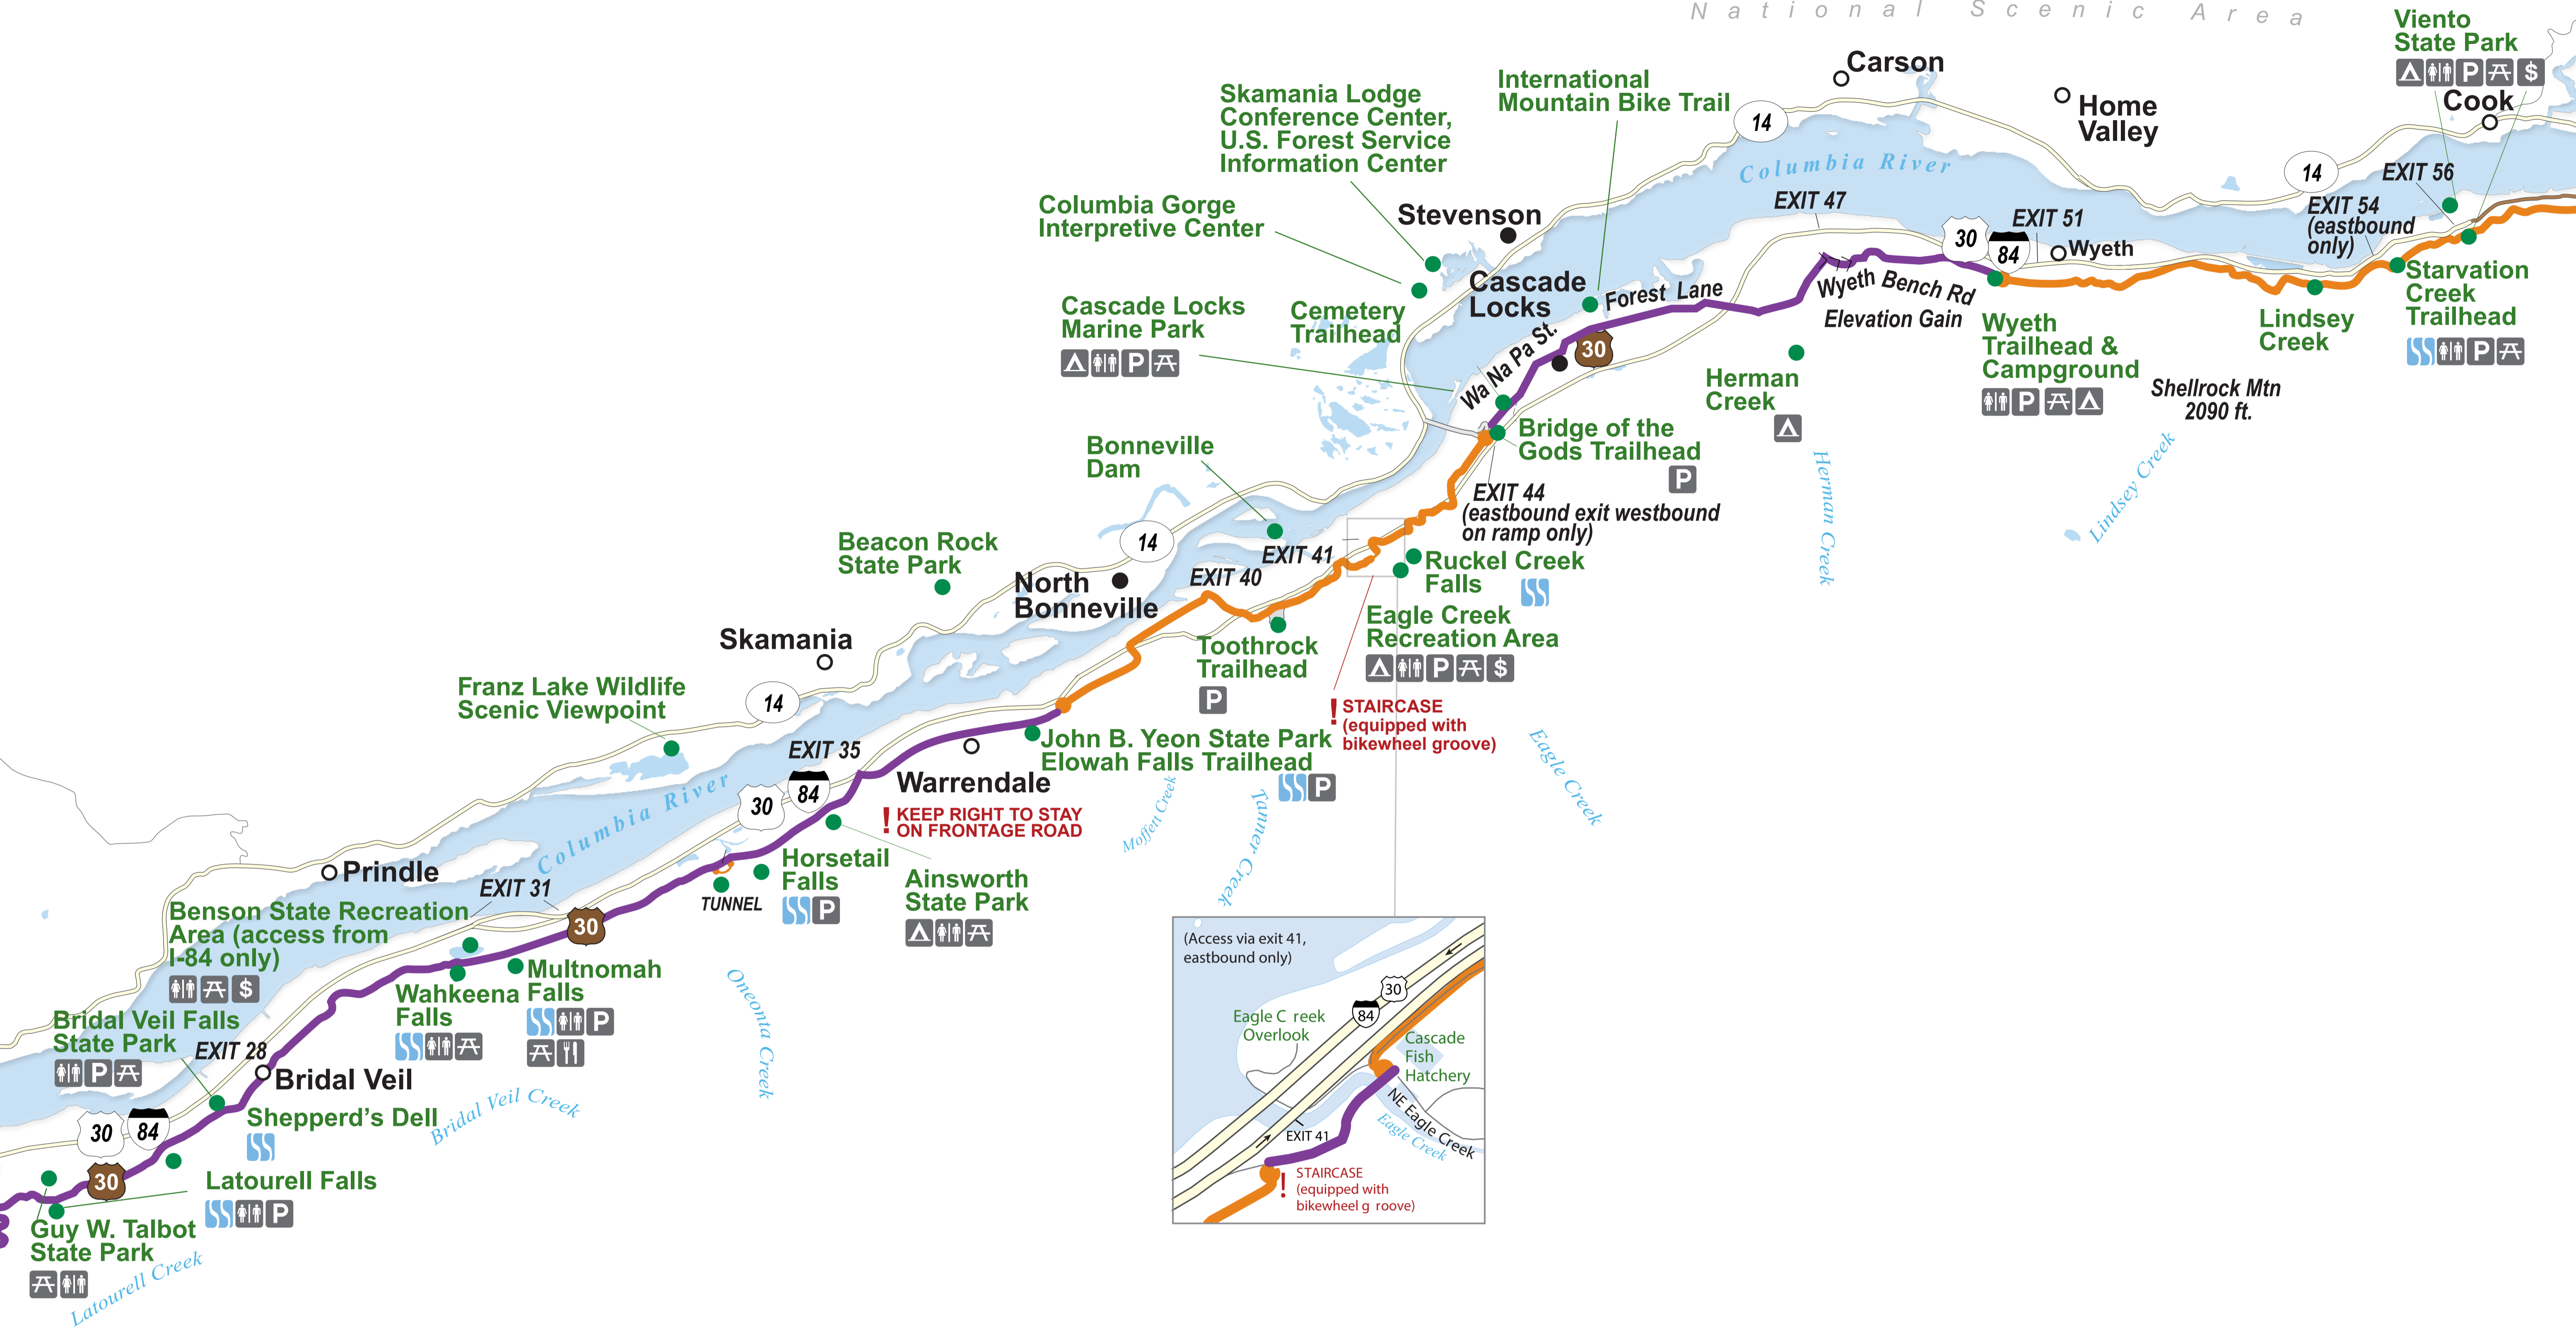 National Scenic Area
Viento
State Park
P
$
Cook
Carson
Home
Valley
International
Mountain Bike Trail
14
Skamania Lodge
Conference Center,
U.S. Forest Service
Information Center
Columbia River
14
EXIT 56
EXIT 47
EXIT 54
(eastbound
only)
EXIT 51
30
84
Wyeth
Columbia Gorge
Interpretive Center
Stevenson
Cascade
Locks
Forest Lane
Wyeth Bench Rd
Elevation Gain
Starvation
Creek
Trailhead
P
Lindsey
Creek
Wyeth
Trailhead &
Campground
P
Shellrock Mtn
2090 ft.
Cascade Locks
Marine Park
P
Cemetery
Trailhead
Wa Na Pa St.
30
Herman
Creek
Bridge of the
Gods Trailhead
P
Herman Creek
Lindsey Creek
Bonneville
Dam
EXIT 44
(eastbound exit westbound
on ramp only)
Beacon Rock
State Park
14
EXIT 41
EXIT 40
North
Bonneville
Ruckel Creek
Falls
Eagle Creek
Recreation Area
P
$
Skamania
Toothrock
Trailhead
P
! STAIRCASE
(equipped with
bikewheel groove)
Eagle Creek
Franz Lake Wildlife
Scenic Viewpoint
14
EXIT 35
John B. Yeon State Park
Elowah Falls Trailhead
P
Warrendale
! KEEP RIGHT TO STAY
ON FRONTAGE ROAD
30
84
Columbia River
Moffett Creek
Tanner Creek
Prindle
EXIT 31
Horsetail
Falls
P
TUNNEL
Ainsworth
State Park
Benson State Recreation
Area (access from
I-84 only)
$
30
Wahkeena
Falls
Multnomah
Falls
P
Oneonta Creek
Bridal Veil Falls
State Park
P
EXIT 28
Bridal Veil
Bridal Veil Creek
30
84
Shepperd's Dell
30
Latourell Falls
P
Guy W. Talbot
State Park
Latourell Creek
(Access via exit 41,
eastbound only)
30
84
Eagle C reek
Overlook
Cascade
Fish
Hatchery
NE Eagle Creek
Eagle Creek
EXIT 41
! STAIRCASE
(equipped with
bikewheel g roove)